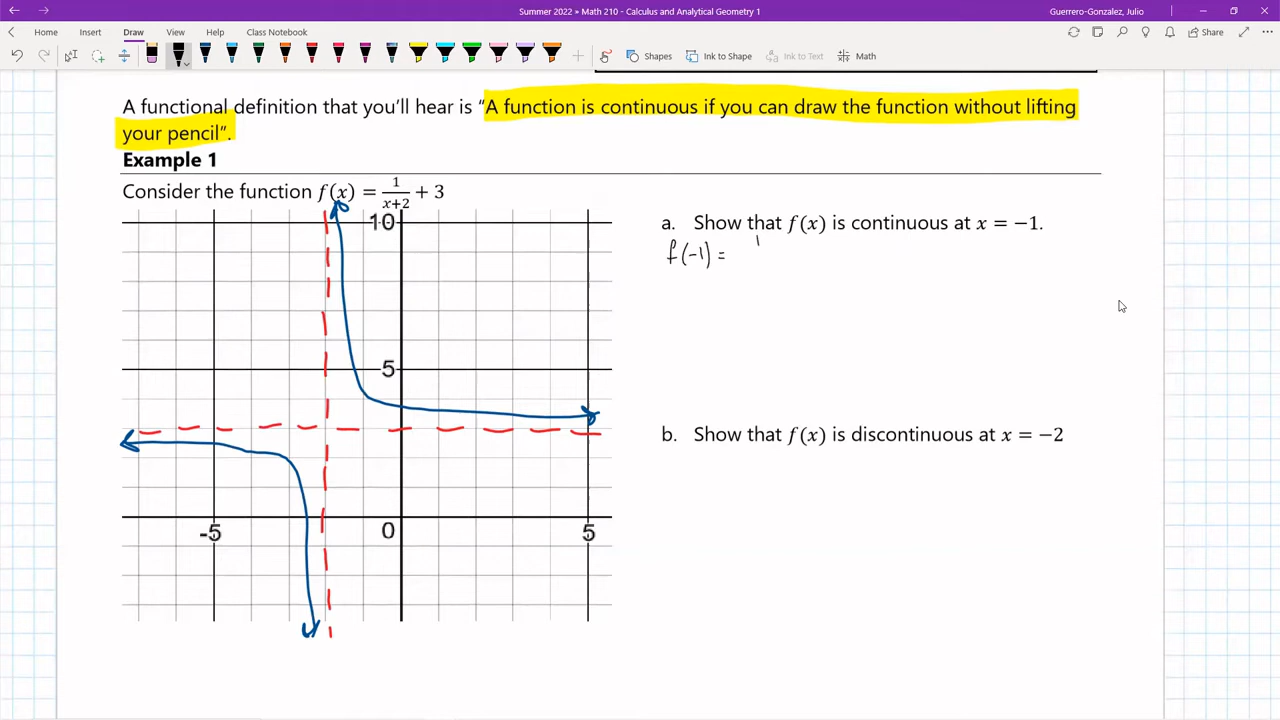 Summer 2022 » Math 210 - Calculus and Analytical Geometry 1
Guerrero-Gonzalez, Julio
Home Insert Draw View Help Class Notebook
Share
Shapes Ink to Shape Ink to Text Math
A functional definition that you'll hear is “A function is continuous if you can draw the function without lifting
your pencil”.
Example 1
Consider the function f(x) = 1/(x+2) + 3
10
5
-5 0 5
a. Show that f(x) is continuous at x = −1.
f(-1) = 1
b. Show that f(x) is discontinuous at x = −2